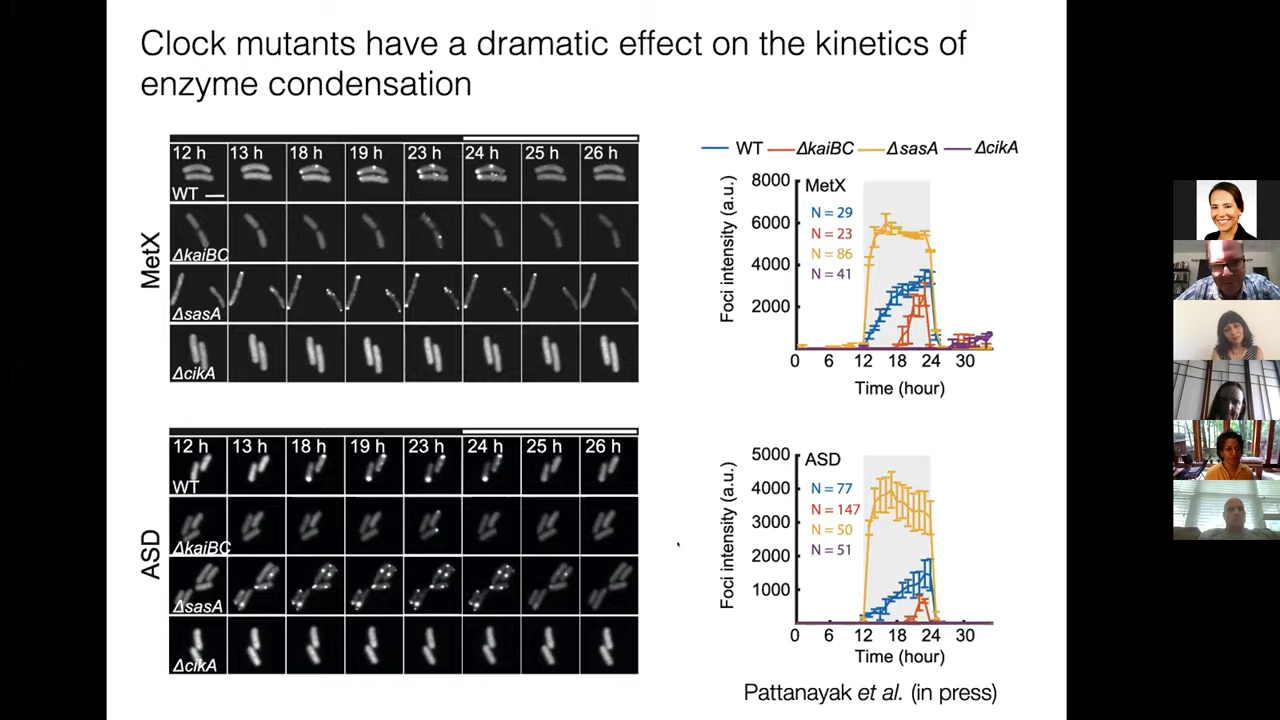 Clock mutants have a dramatic effect on the kinetics of
enzyme condensation
MetX
12 h 13 h 18 h 19 h 23 h 24 h 25 h 26 h
WT
ΔkaiBC
ΔsasA
ΔcikA
ASD
12 h 13 h 18 h 19 h 23 h 24 h 25 h 26 h
WT
ΔkaiBC
ΔsasA
ΔcikA
WT ΔkaiBC ΔsasA ΔcikA
MetX
N = 29
N = 23
N = 86
N = 41
Foci intensity (a.u.)
8000
6000
4000
2000
0 6 12 18 24 30
Time (hour)
ASD
N = 77
N = 147
N = 50
N = 51
Foci intensity (a.u.)
5000
4000
3000
2000
1000
0 6 12 18 24 30
Time (hour)
Pattanayak et al. (in press)